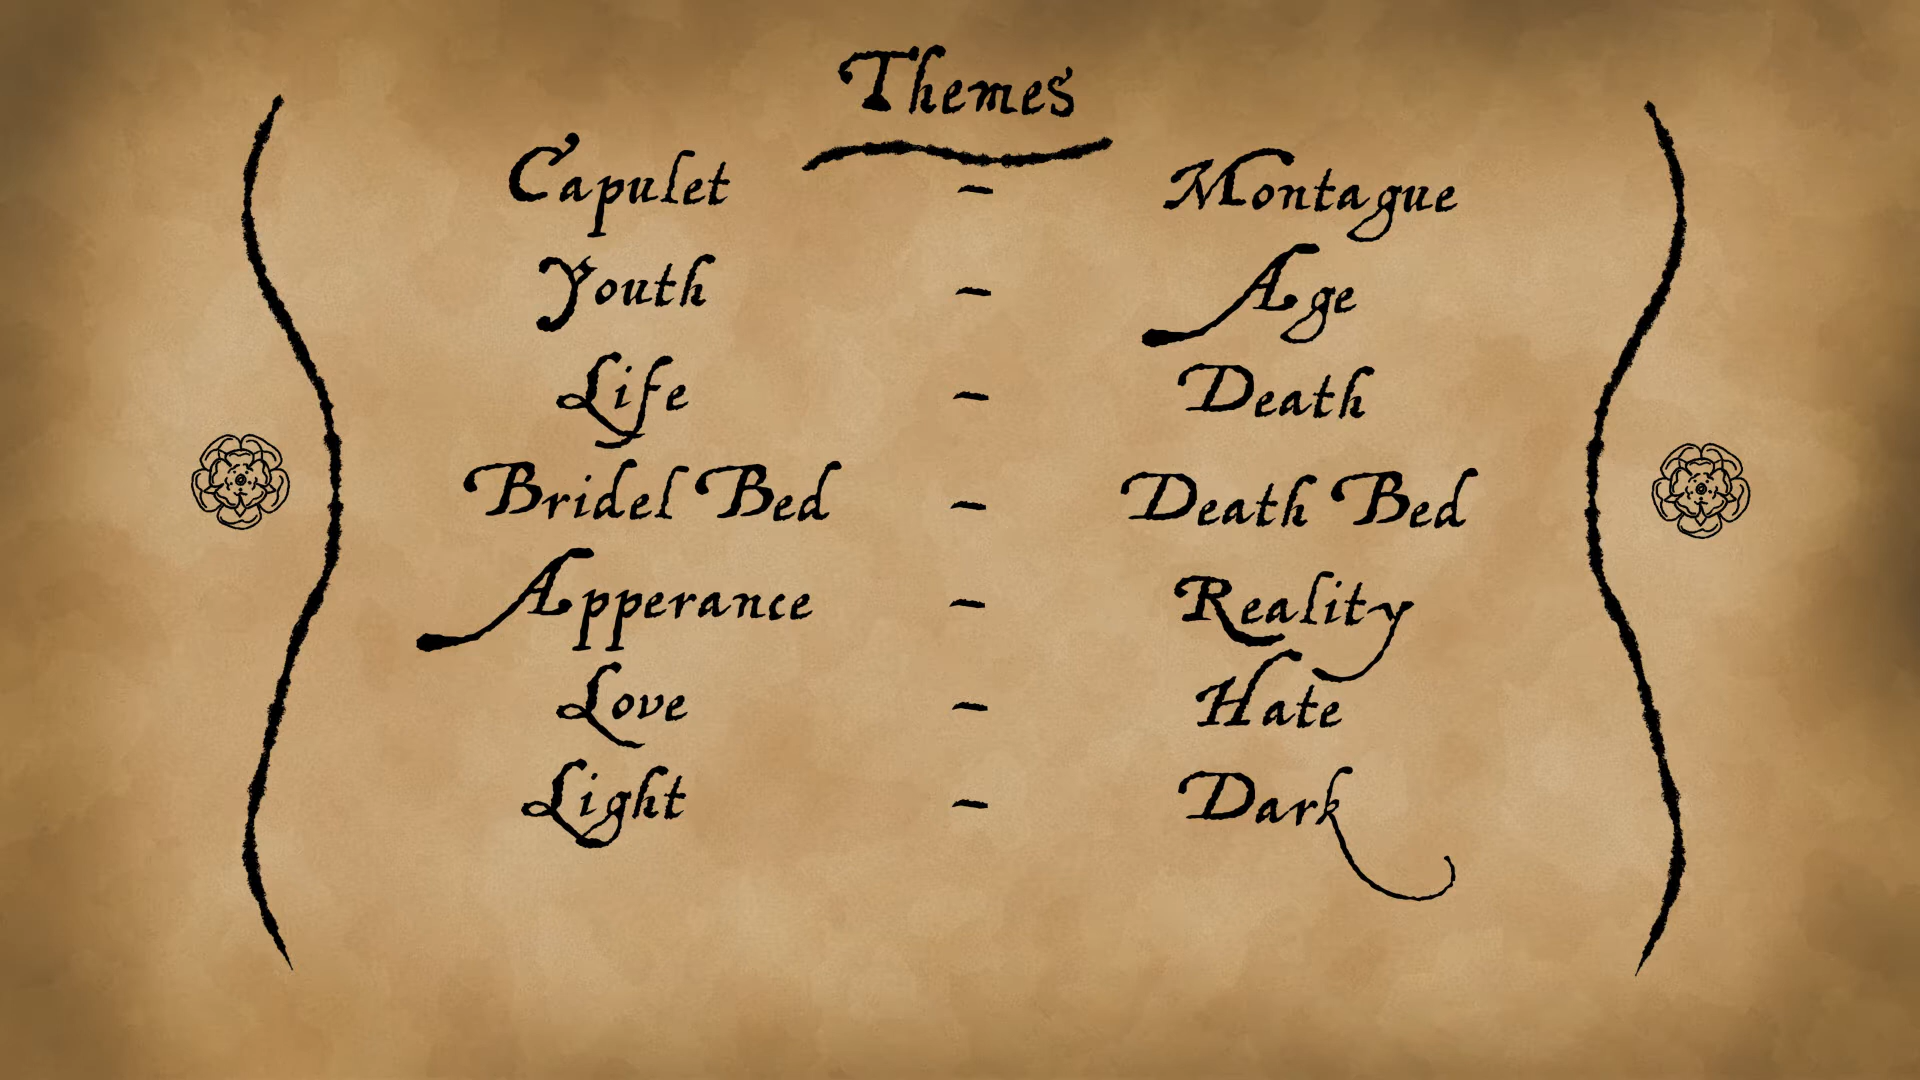 Themes
Capulet - Montague
Youth - Age
Life - Death
Bridel Bed - Death Bed
Apperance - Reality
Love - Hate
Light - Dark